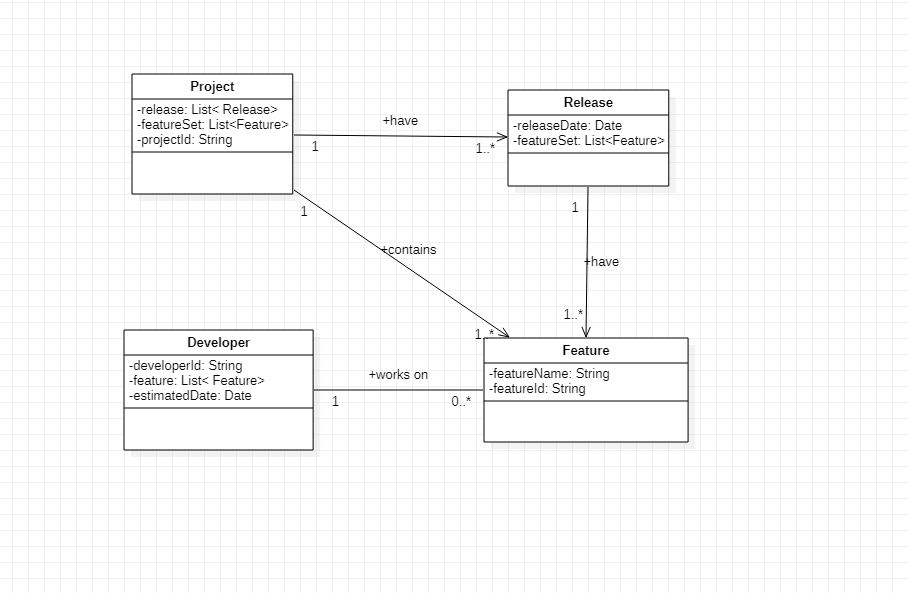 Project
-release: List< Release>
-featureSet: List<Feature>
-projectId: String
+have
1
1..*
Release
-releaseDate: Date
-featureSet: List<Feature>
1
+contains
1..*
1
+have
1..*
Developer
-developerId: String
-feature: List< Feature>
-estimatedDate: Date
+works on
1
0..*
Feature
-featureName: String
-featureId: String